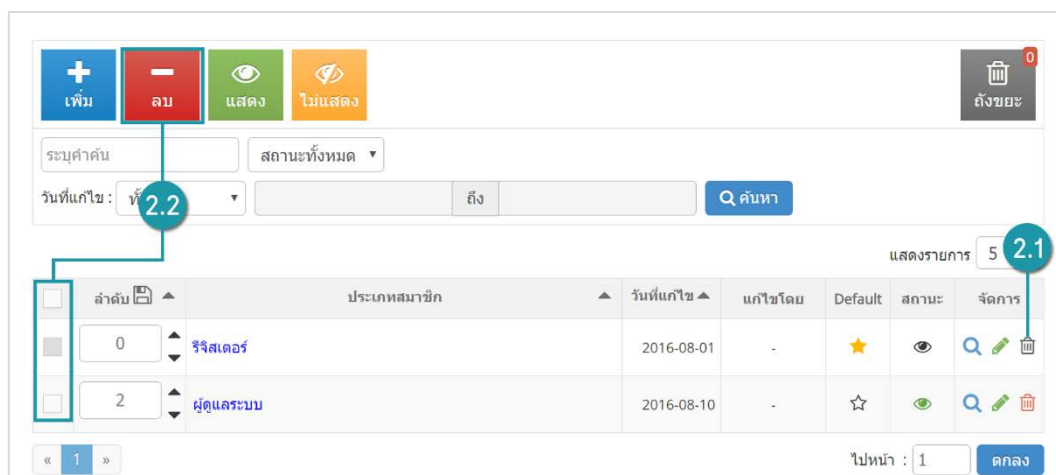 0
เพิ่ม ลบ แสดง ไม่แสดง ถังขยะ
ระบุคำค้น สถานะทั้งหมด
วันที่แก้ไข : 2.2 ถึง ค้นหา
แสดงรายการ 5 2.1
ลำดับ ประเภทสมาชิก วันที่แก้ไข แก้ไขโดย Default สถานะ จัดการ
0 รีจิสเตอร์ 2016-08-01 -
2 ผู้ดูแลระบบ 2016-08-10 -
« 1 » ไปหน้า : 1 ตกลง